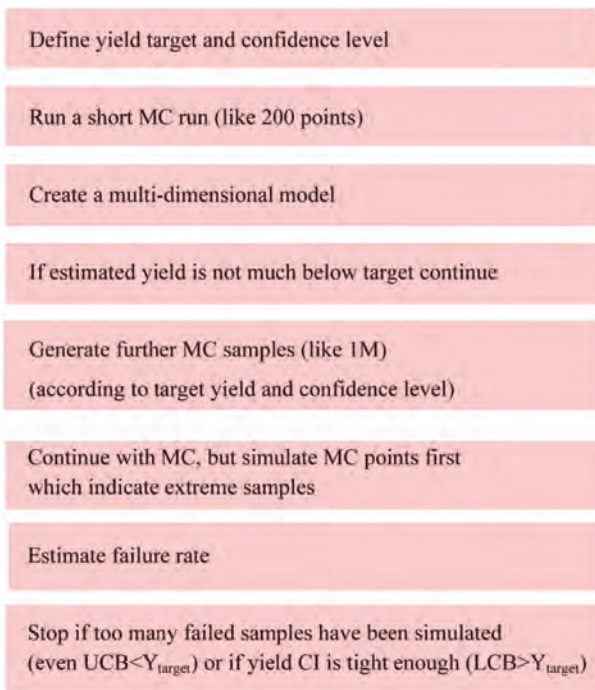 Define yield target and confidence level
Run a short MC run (like 200 points)
Create a multi-dimensional model
If estimated yield is not much below target continue
Generate further MC samples (like 1M)
(according to target yield and confidence level)
Continue with MC, but simulate MC points first
which indicate extreme samples
Estimate failure rate
Stop if too many failed samples have been simulated
(even UCB<Ytarget) or if yield CI is tight enough (LCB>Ytarget)